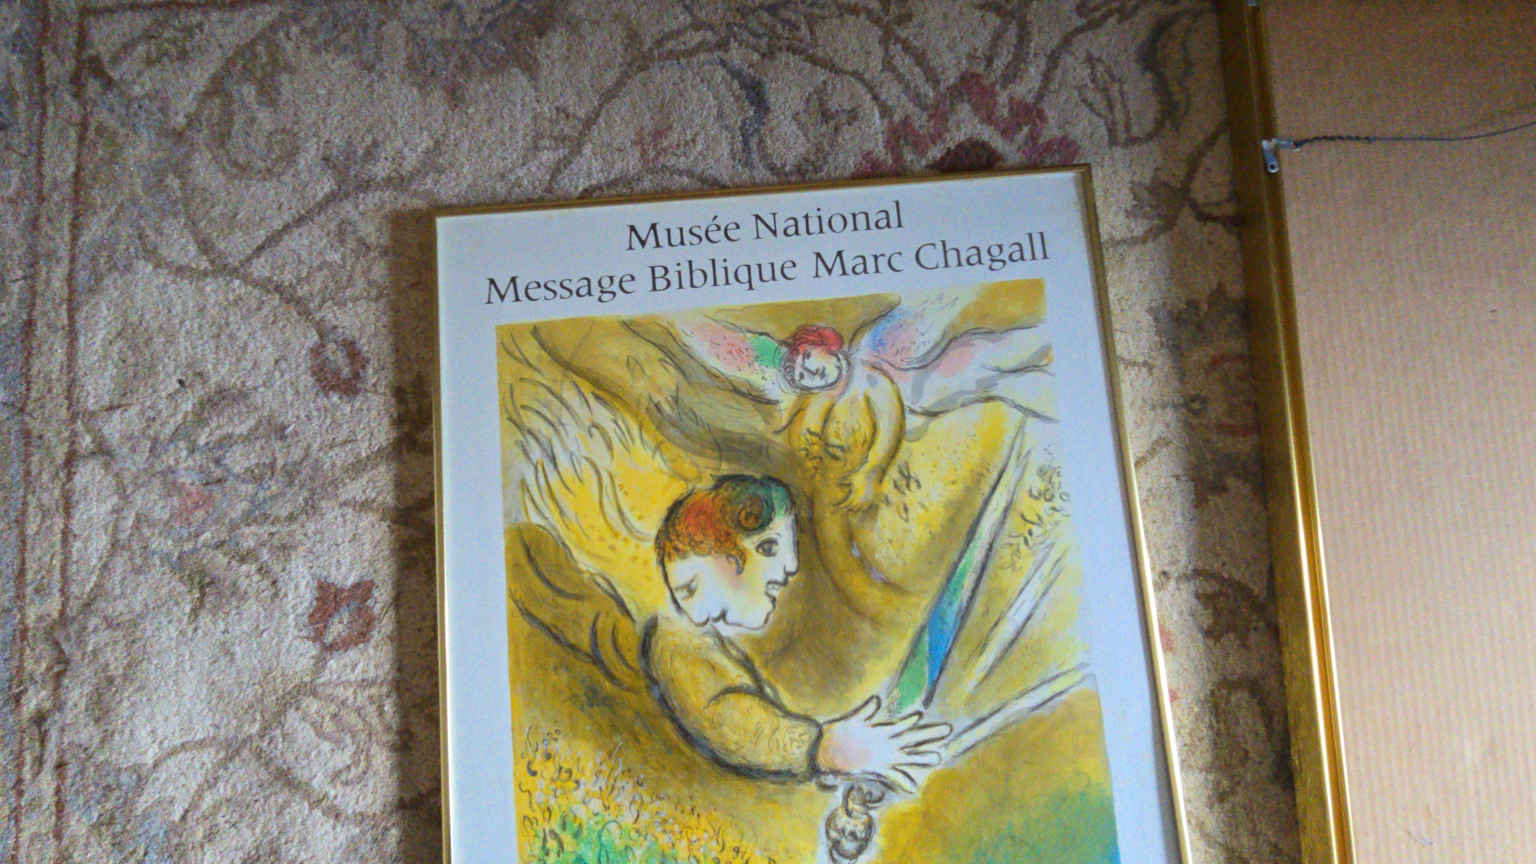 Musée National
Message Biblique Marc Chagall